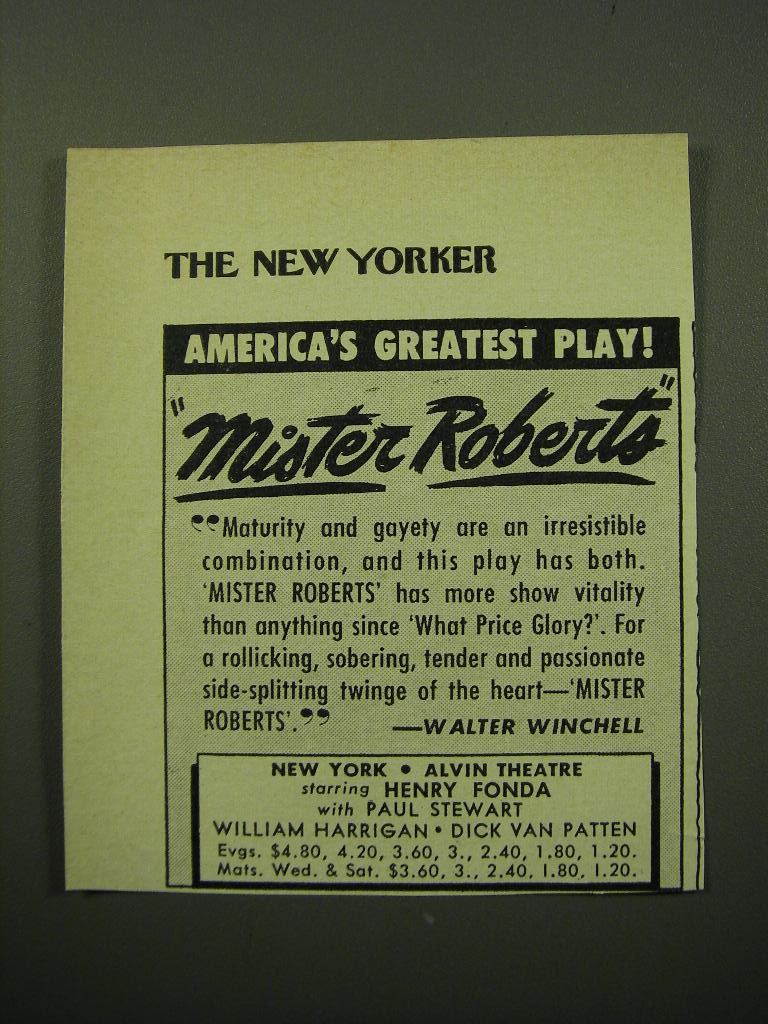 THE NEW YORKER
AMERICA'S GREATEST PLAY!
"Mister Roberts"
“Maturity and gayety are an irresistible
combination, and this play has both.
'MISTER ROBERTS' has more show vitality
than anything since 'What Price Glory?'. For
a rollicking, sobering, tender and passionate
side-splitting twinge of the heart—'MISTER
ROBERTS'.” —WALTER WINCHELL
NEW YORK • ALVIN THEATRE
starring HENRY FONDA
with PAUL STEWART
WILLIAM HARRIGAN • DICK VAN PATTEN
Evgs. $4.80, 4.20, 3.60, 3., 2.40, 1.80, 1.20.
Mats. Wed. & Sat. $3.60, 3., 2.40, 1.80, 1.20.